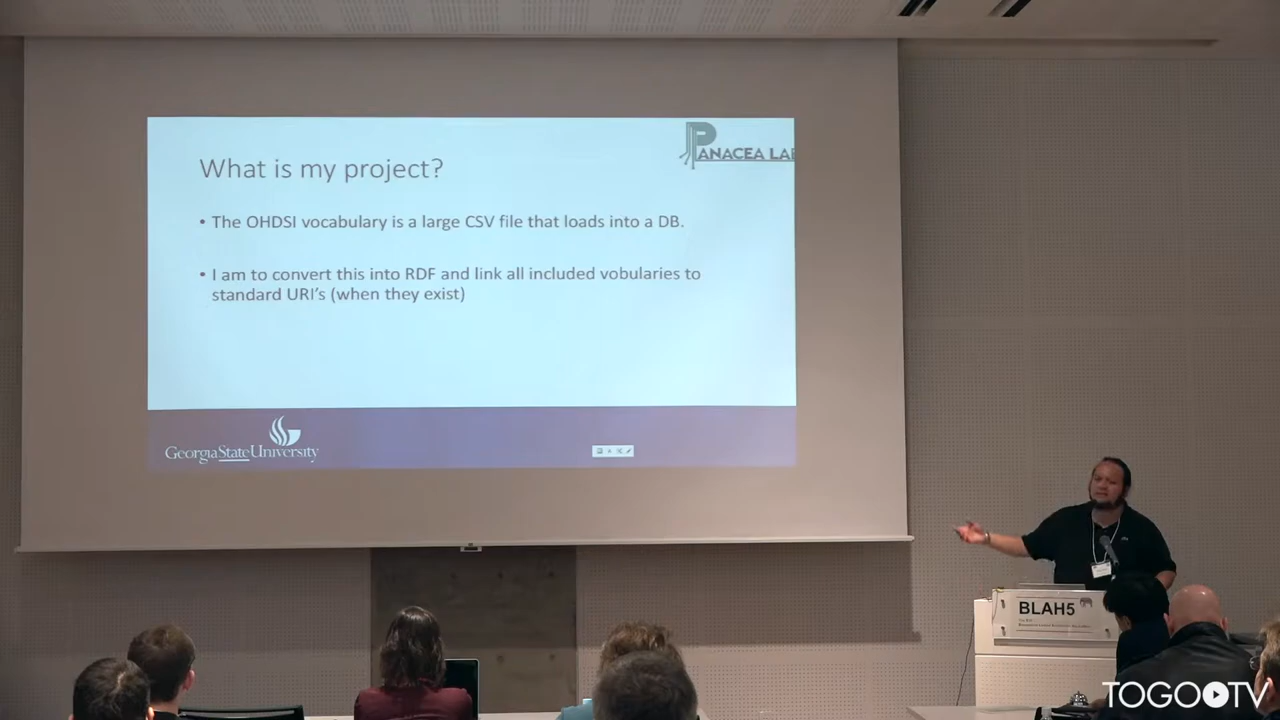 PANACEA LAB
What is my project?
• The OHDSI vocabulary is a large CSV file that loads into a DB.
• I am to convert this into RDF and link all included vobularies to
standard URI's (when they exist)
GeorgiaStateUniversity
BLAH5
TOGOTV